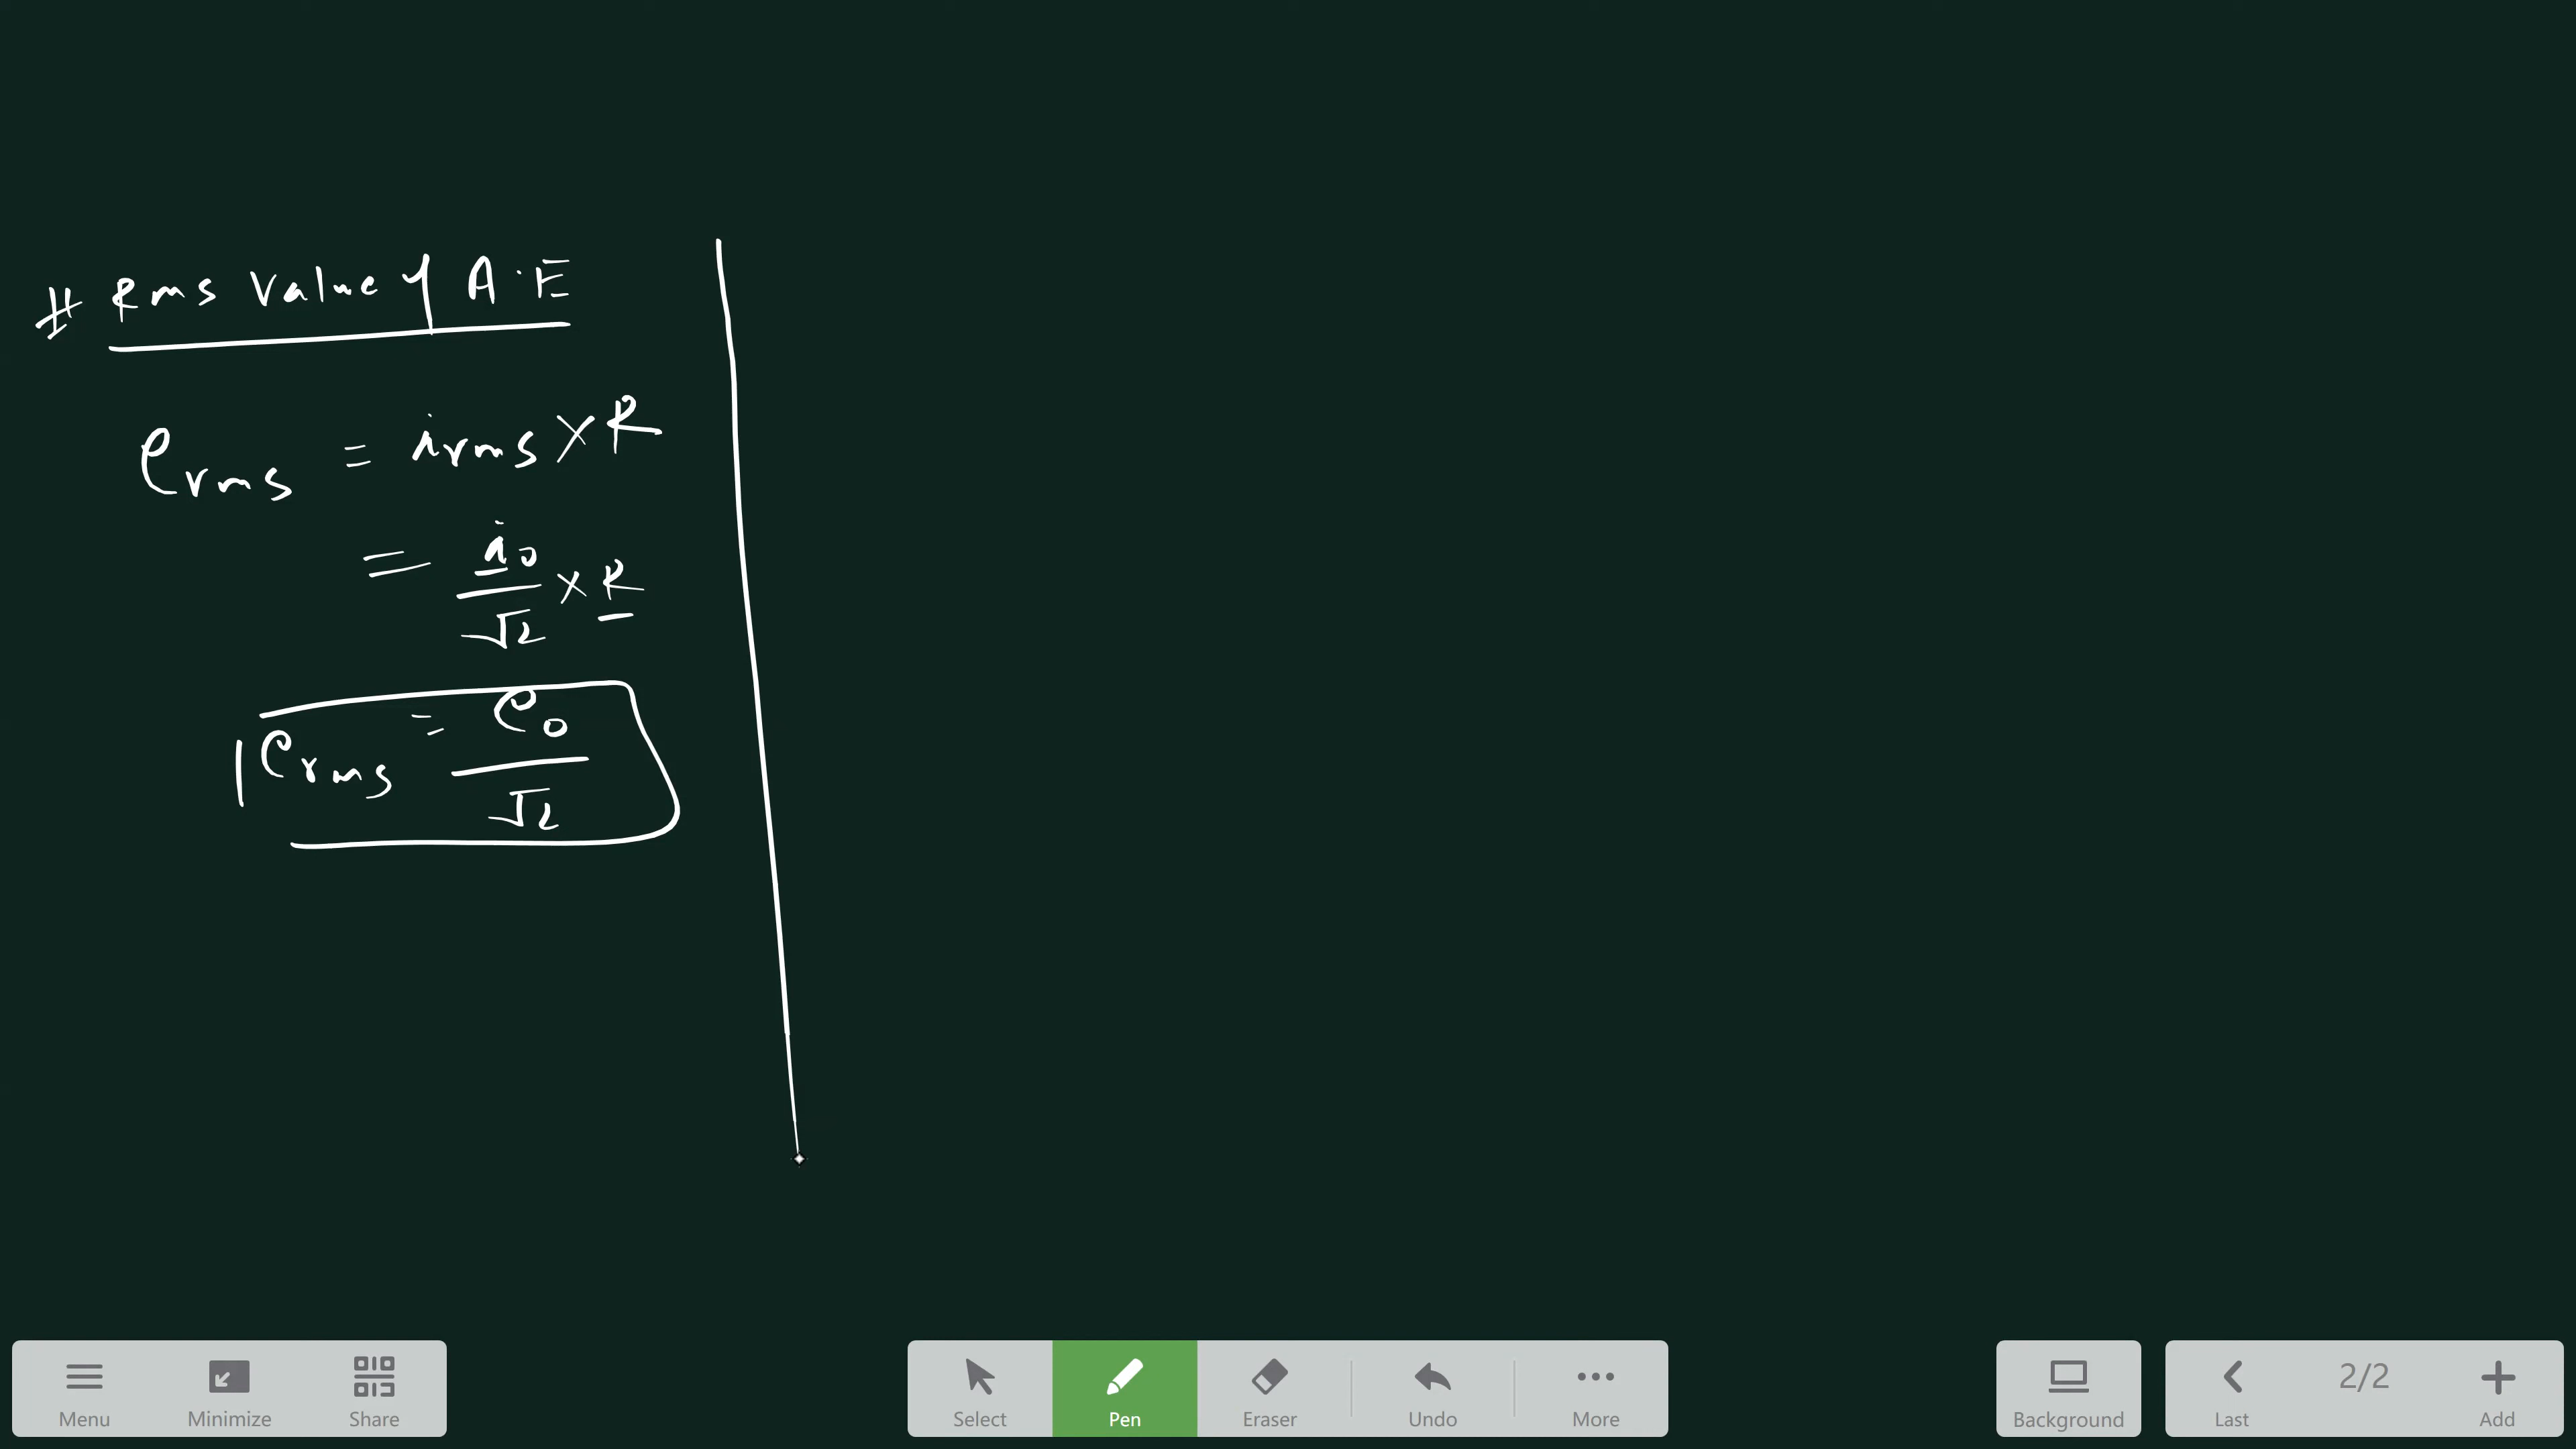 # Rms Value of A.E
erms = irms × R
= i0/√2 × R
erms = e0/√2
Menu Minimize Share Select Pen Eraser Undo More Background Last 2/2 Add